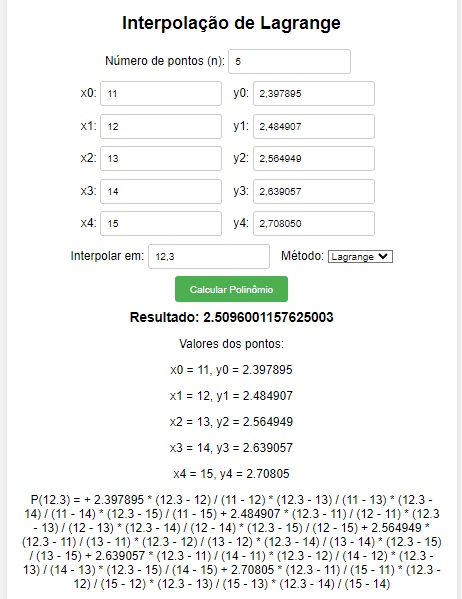 Interpolação de Lagrange
Número de pontos (n): 5
x0: 11 y0: 2,397895
x1: 12 y1: 2,484907
x2: 13 y2: 2,564949
x3: 14 y3: 2,639057
x4: 15 y4: 2,708050
Interpolar em: 12,3 Método: Lagrange
Calcular Polinômio
Resultado: 2.5096001157625003
Valores dos pontos:
x0 = 11, y0 = 2.397895
x1 = 12, y1 = 2.484907
x2 = 13, y2 = 2.564949
x3 = 14, y3 = 2.639057
x4 = 15, y4 = 2.70805
P(12.3) = + 2.397895 * (12.3 - 12) / (11 - 12) * (12.3 - 13) / (11 - 13) * (12.3 -
14) / (11 - 14) * (12.3 - 15) / (11 - 15) + 2.484907 * (12.3 - 11) / (12 - 11) * (12.3
- 13) / (12 - 13) * (12.3 - 14) / (12 - 14) * (12.3 - 15) / (12 - 15) + 2.564949 *
(12.3 - 11) / (13 - 11) * (12.3 - 12) / (13 - 12) * (12.3 - 14) / (13 - 14) * (12.3 - 15)
/ (13 - 15) + 2.639057 * (12.3 - 11) / (14 - 11) * (12.3 - 12) / (14 - 12) * (12.3 -
13) / (14 - 13) * (12.3 - 15) / (14 - 15) + 2.70805 * (12.3 - 11) / (15 - 11) * (12.3 -
12) / (15 - 12) * (12.3 - 13) / (15 - 13) * (12.3 - 14) / (15 - 14)